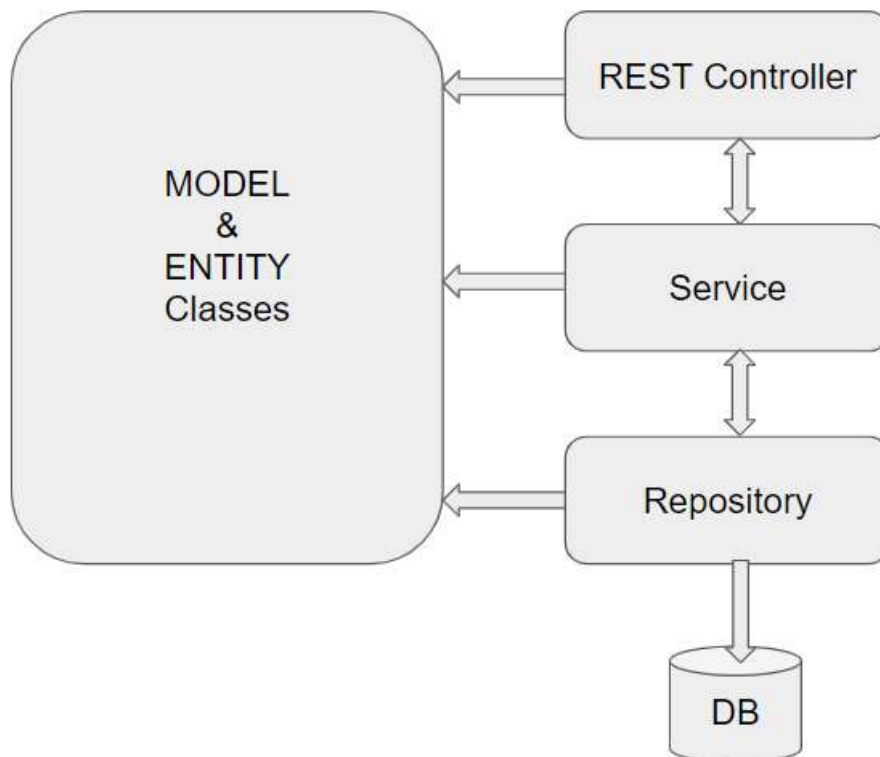 REST Controller
MODEL
&
ENTITY
Classes
Service
Repository
DB